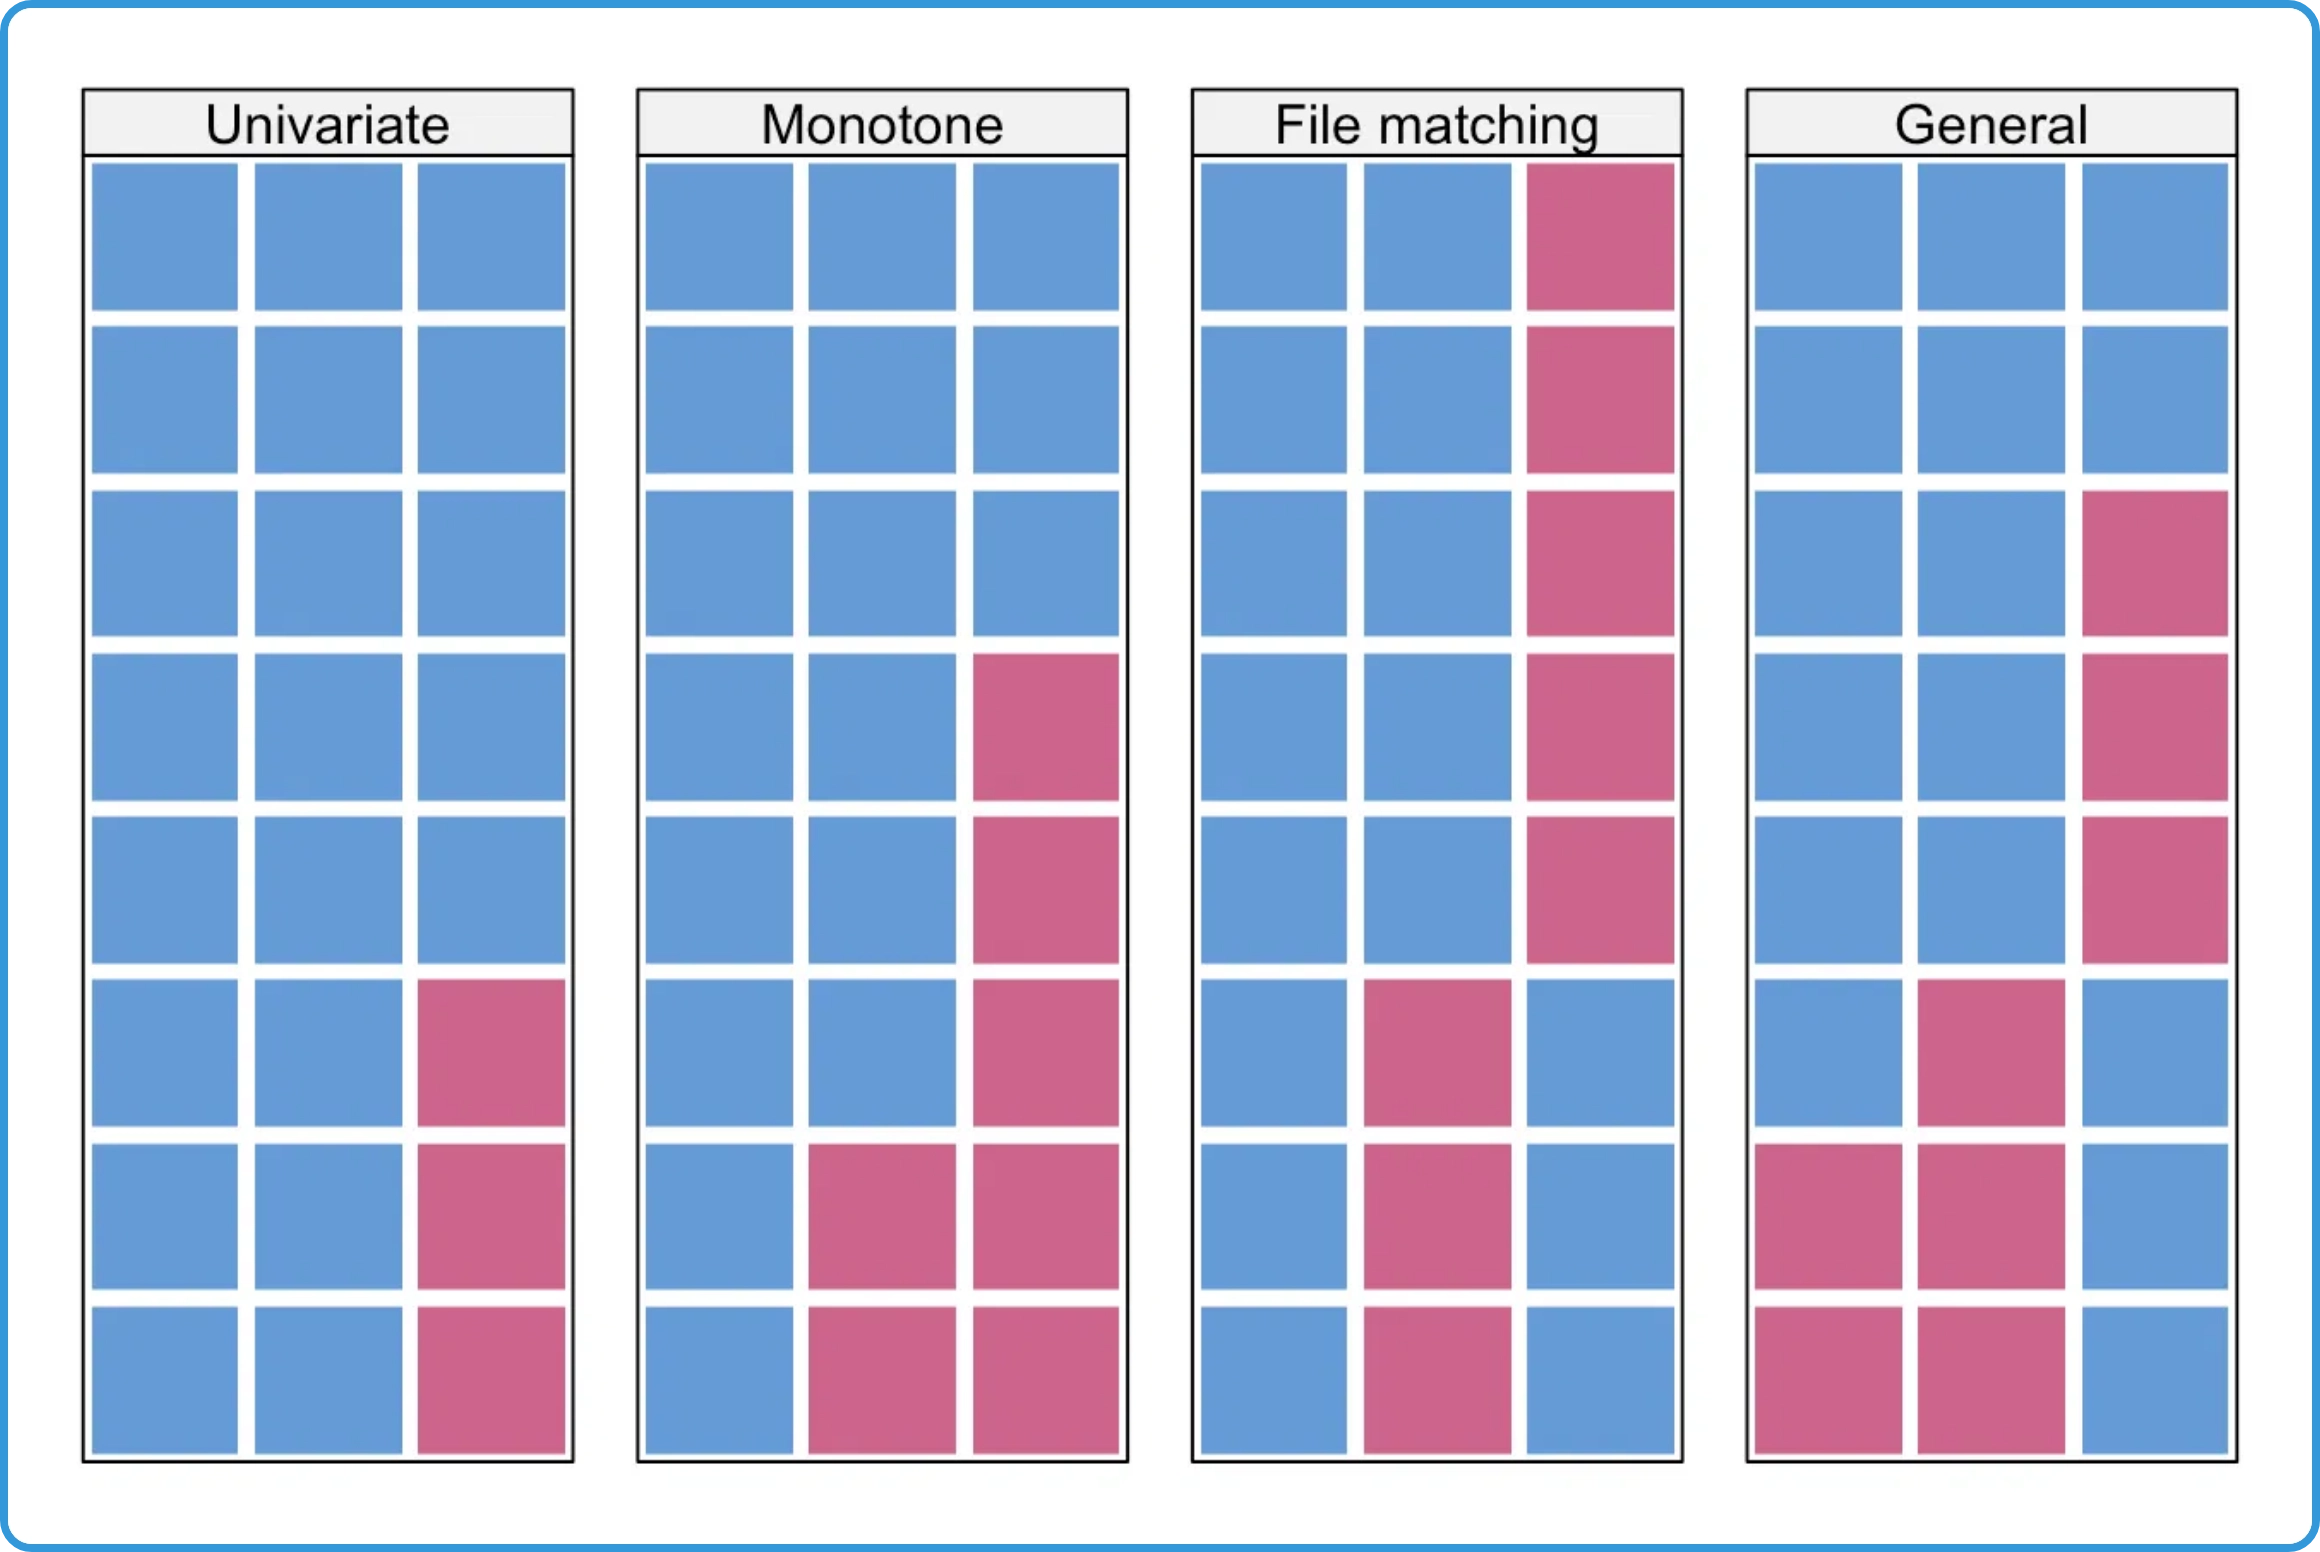 Univariate
Monotone
File matching
General